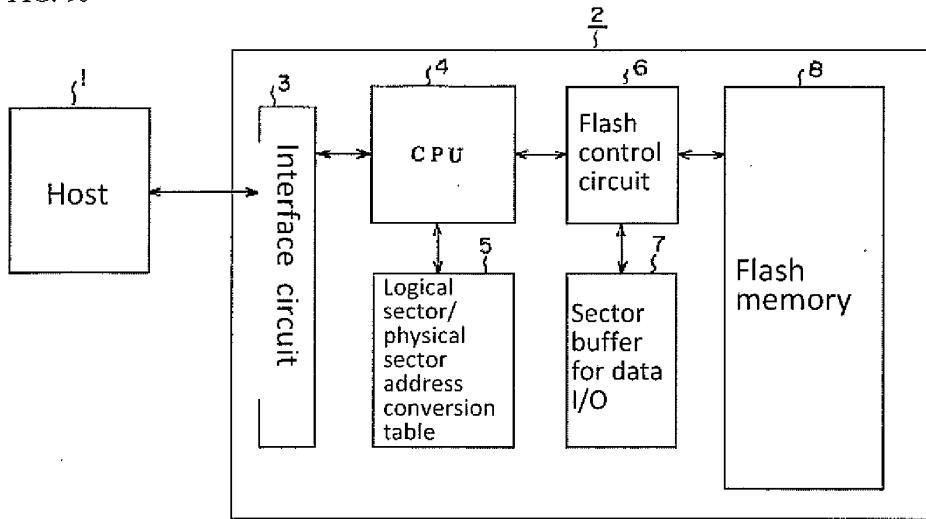 2
1
Host
3
Interface circuit
4
CPU
5
Logical
sector/
physical
sector
address
conversion
table
6
Flash
control
circuit
7
Sector
buffer
for data
I/O
8
Flash
memory